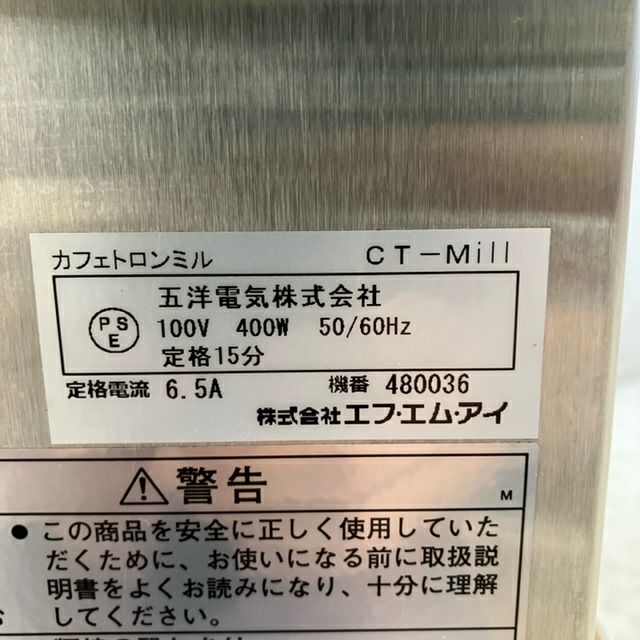 カフェトロンミル CT-Mill
五洋電気株式会社
PSE 100V 400W 50/60Hz
定格15分
定格電流 6.5A 機番 480036
株式会社エフ・エム・アイ
⚠警告
M
●この商品を安全に正しく使用していた
だくために、お使いになる前に取扱説
明書をよくお読みになり、十分に理解
してください。